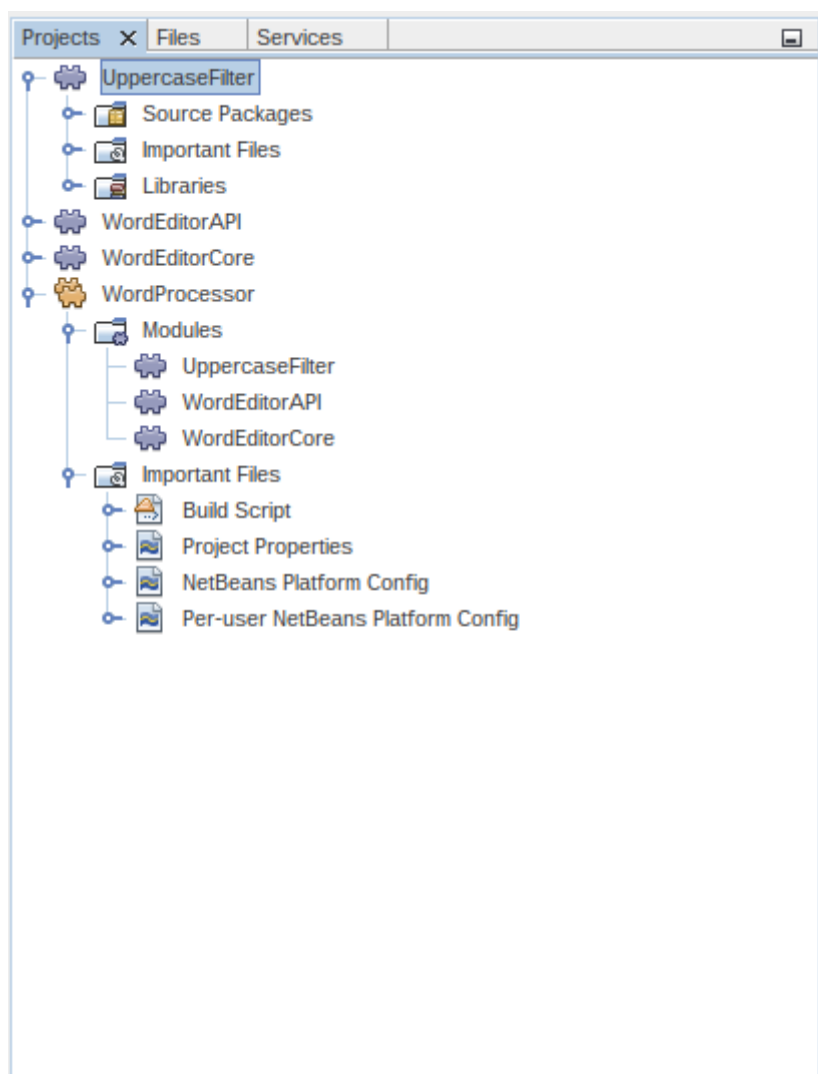 Projects Files Services
UppercaseFilter
Source Packages
Important Files
Libraries
WordEditorAPI
WordEditorCore
WordProcessor
Modules
UppercaseFilter
WordEditorAPI
WordEditorCore
Important Files
Build Script
Project Properties
NetBeans Platform Config
Per-user NetBeans Platform Config